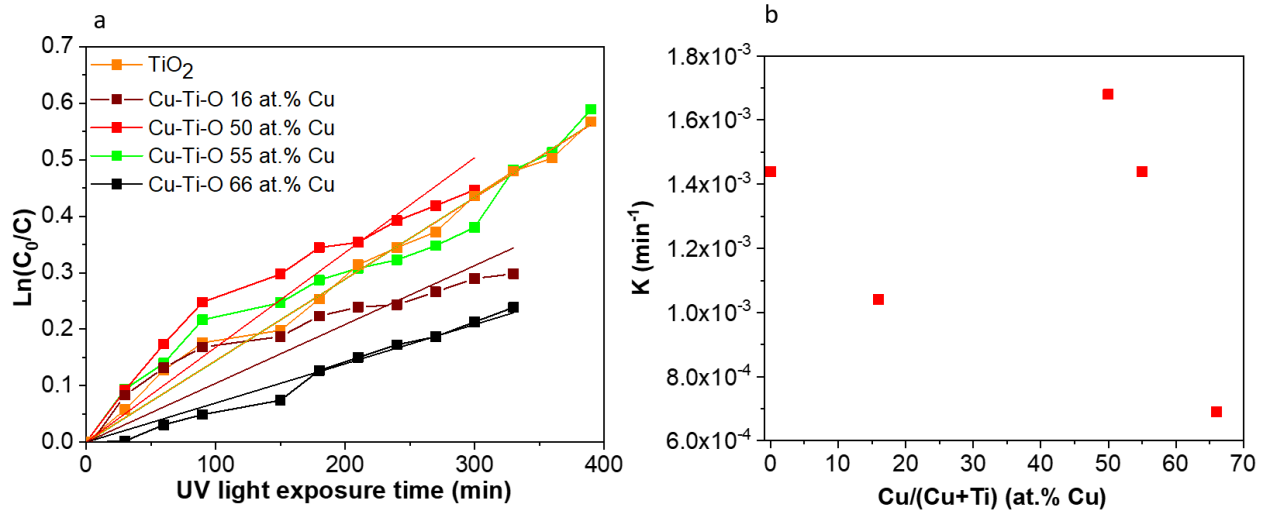 a
Ln(C₀/C)
0.7
0.6
0.5
0.4
0.3
0.2
0.1
0.0
TiO₂
Cu-Ti-O 16 at.% Cu
Cu-Ti-O 50 at.% Cu
Cu-Ti-O 55 at.% Cu
Cu-Ti-O 66 at.% Cu
0 100 200 300 400
UV light exposure time (min)
b
K (min⁻¹)
1.8x10⁻³
1.6x10⁻³
1.4x10⁻³
1.2x10⁻³
1.0x10⁻³
8.0x10⁻⁴
6.0x10⁻⁴
0 10 20 30 40 50 60 70
Cu/(Cu+Ti) (at.% Cu)